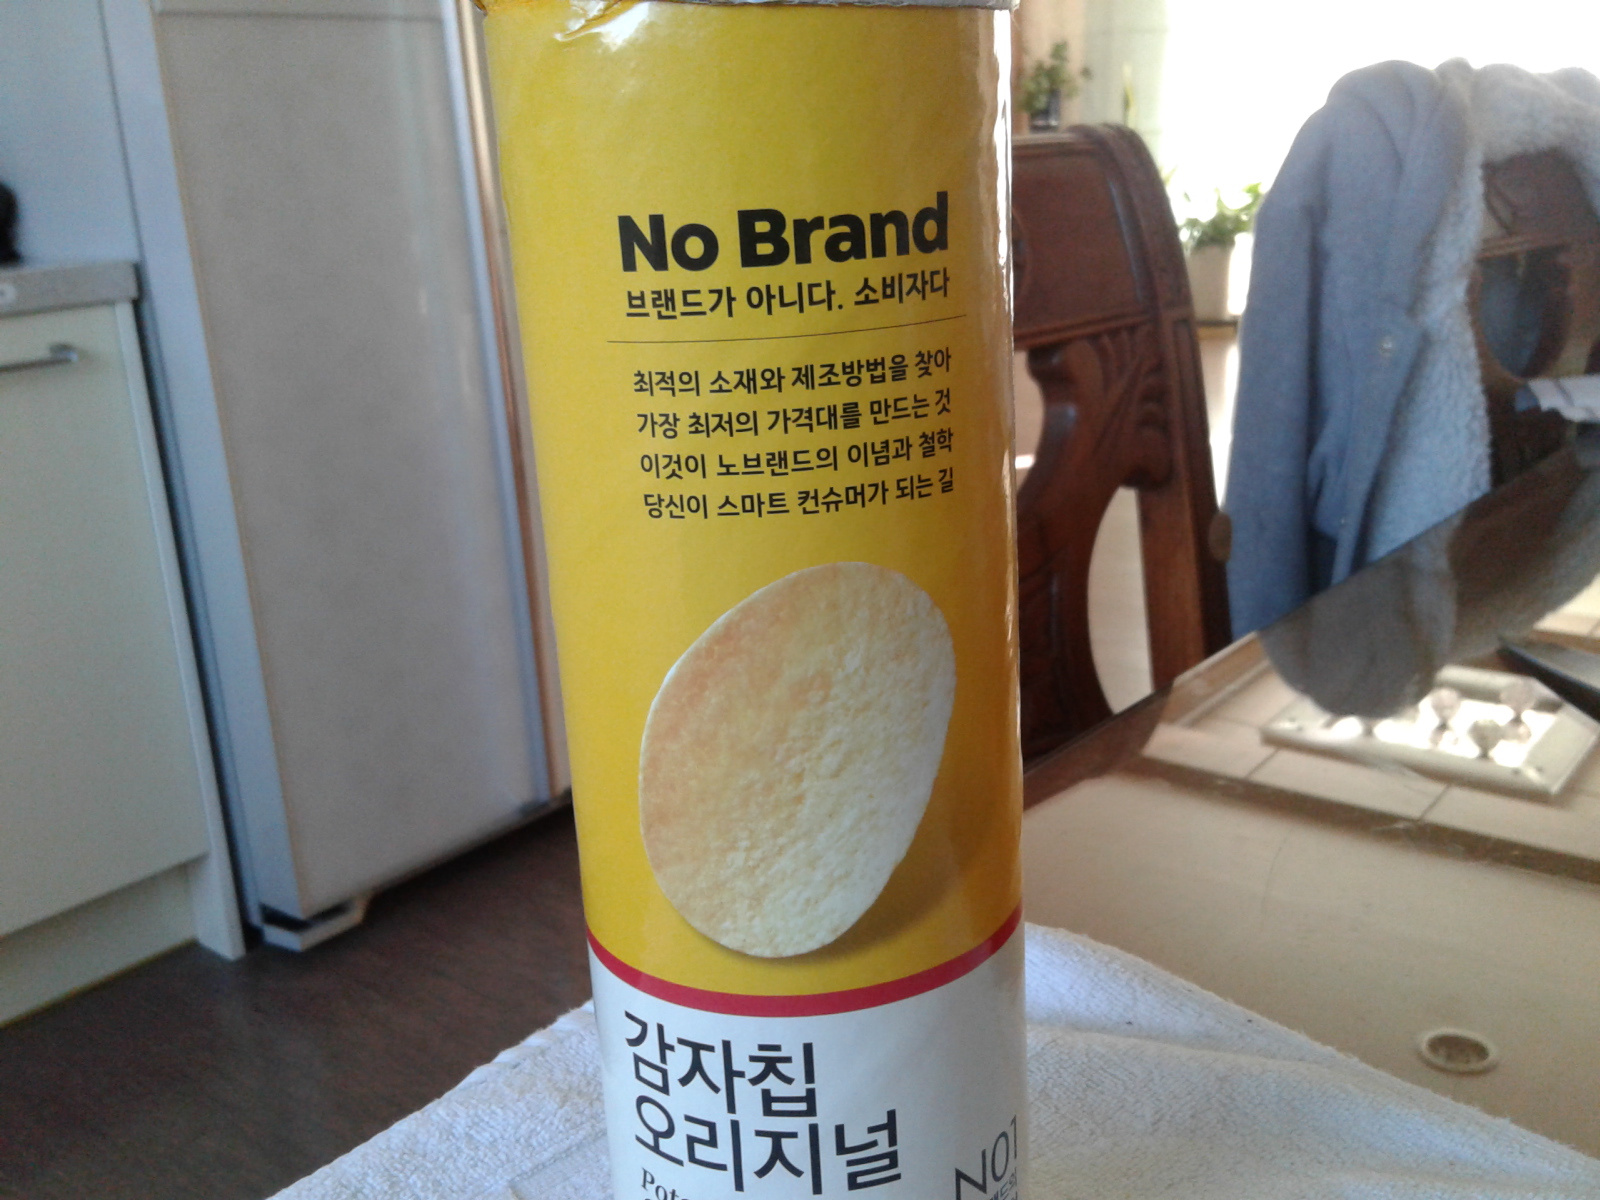 No Brand
브랜드가 아니다. 소비자다
최적의 소재와 제조방법을 찾아
가장 최저의 가격대를 만드는 것
이것이 노브랜드의 이념과 철학
당신이 스마트 컨슈머가 되는 길
감자칩
오리지널